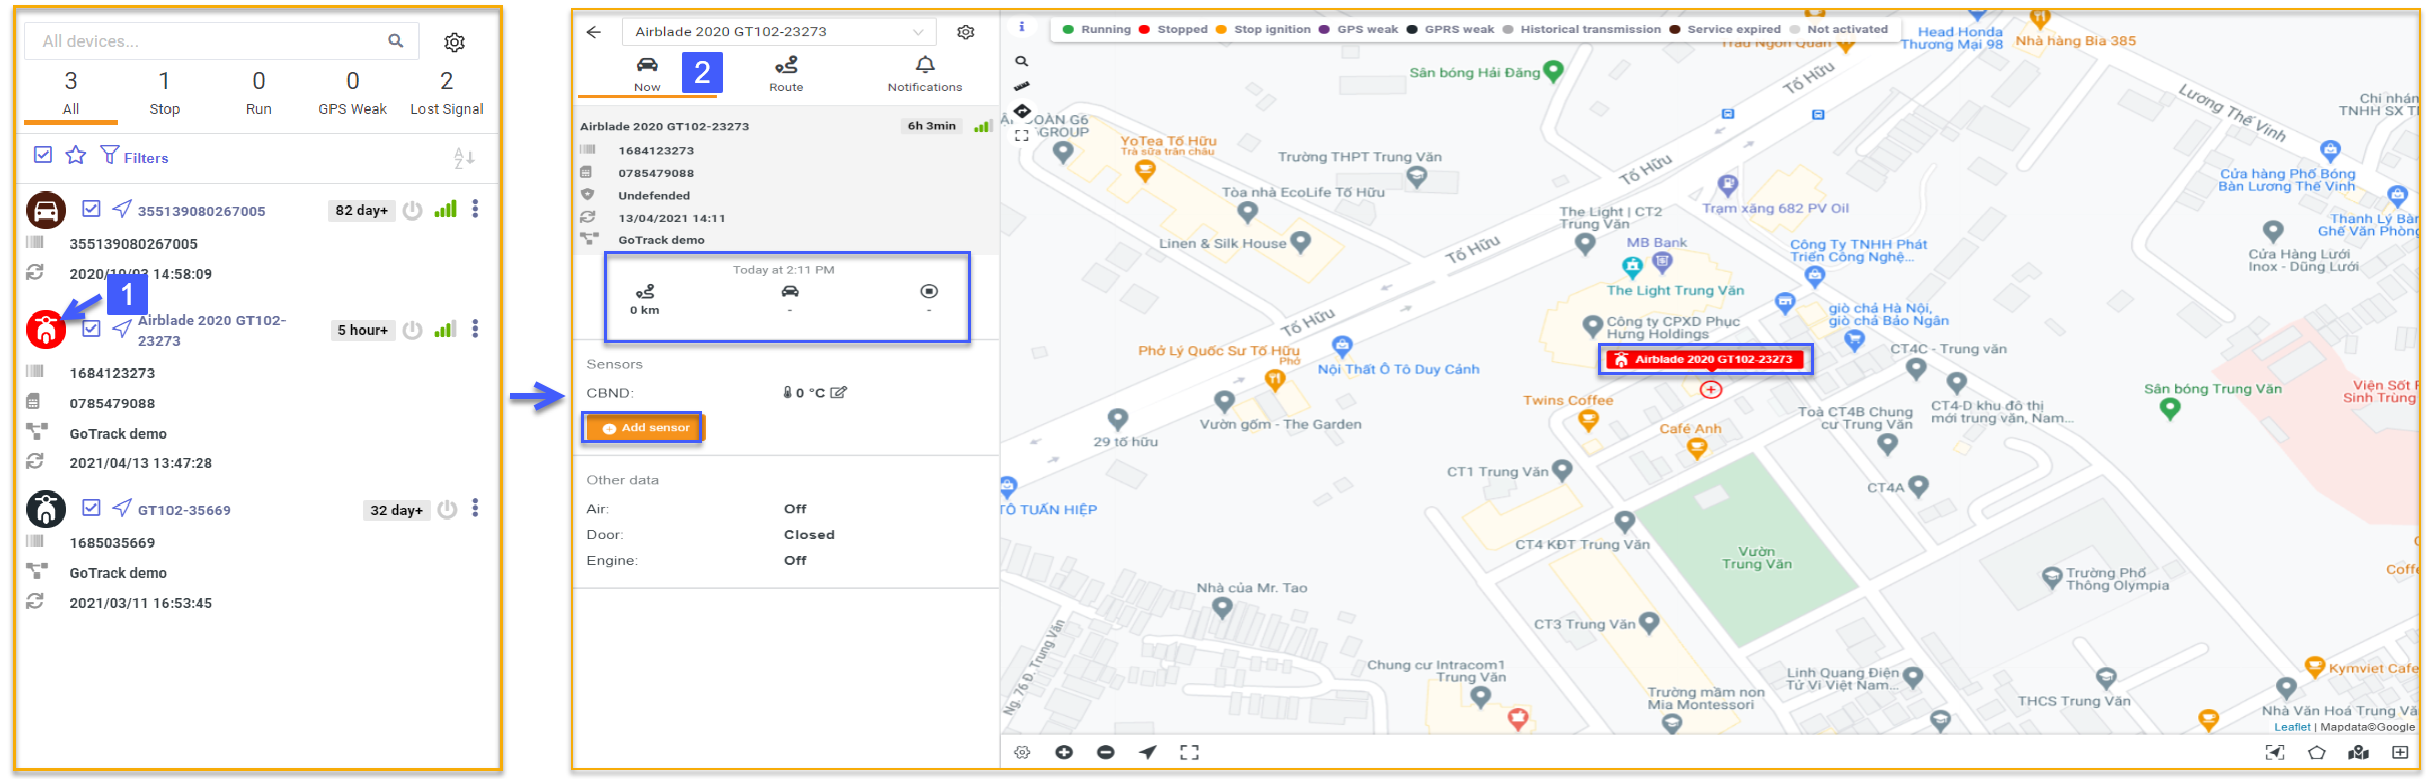 All devices...
3
1
0
0
2
All
Stop
Run
GPS Weak
Lost Signal
Filters
355139080267005
82 day+
355139080267005
2020/10/03 14:58:09
1
Airblade 2020 GT102-
23273
5 hour+
1684123273
0785479088
GoTrack demo
2021/04/13 13:47:28
GT102-35669
32 day+
1685035669
GoTrack demo
2021/03/11 16:53:45
Airblade 2020 GT102-23273
Now
2
Route
Notifications
Airblade 2020 GT102-23273
6h 3min
1684123273
0785479088
Undefended
13/04/2021 14:11
GoTrack demo
Today at 2:11 PM
0 km
-
-
Sensors
CBND:
0 °C
Add sensor
Other data
Air:
Off
Door:
Closed
Engine:
Off
Running
Stopped
Stop ignition
GPS weak
GPRS weak
Historical transmission
Service expired
Not activated
Head Honda
Thương Mại 98
Nhà hàng Bia 385
Sân bóng Hải Đăng
Tố Hữu
Lương Thế Vinh
Chi nhán
TNHH SX T
OÀN G6
GROUP
YoTea Tố Hữu
Trà sữa trân châu
Trường THPT Trung Văn
Tố Hữu
Cửa hàng Phố Bóng
Bàn Lương Thế Vinh
Tòa nhà EcoLife Tố Hữu
Trạm xăng 682 PV Oil
The Light | CT2
Trung Văn
Thanh Lý Bàn
Ghế Văn Phòng
Linen & Silk House
MB Bank
Công Ty TNHH Phát
Triển Công Nghệ...
Cửa Hàng Lưới
Inox - Dũng Lưới
Tố Hữu
The Light Trung Văn
giò chả Hà Nội,
giò chả Bảo Ngân
Tố Hữu
Công ty CPXD Phục
Hưng Holdings
Phở Lý Quốc Sư Tố Hữu
Phở
Nội Thất Ô Tô Duy Cảnh
Airblade 2020 GT102-23273
CT4C - Trung văn
Sân bóng Trung Văn
Viện Sốt R
Sinh Trùng
Twins Coffee
Toà CT4B Chung
cư Trung Văn
CT4-D khu đô thị
mới trung văn, Nam...
Vườn gốm - The Garden
Café Anh
29 tố hữu
CT1 Trung Văn
CT4A
TÔ TUẤN HIỆP
CT4 KĐT Trung Văn
Vườn
Trung Văn
Trường Phổ
Thông Olympia
Coffe
Nhà của Mr. Tao
CT3 Trung Văn
Ng. 76 Đ. Trung Văn
Chung cư Intracom1
Trung Văn
Linh Quang Điện
Tử Vi Việt Nam...
Kymviet Cafe
Trường mầm non
Mia Montessori
THCS Trung Văn
Nhà Văn Hoá Trung Vă
Leaflet | Mapdata©Google